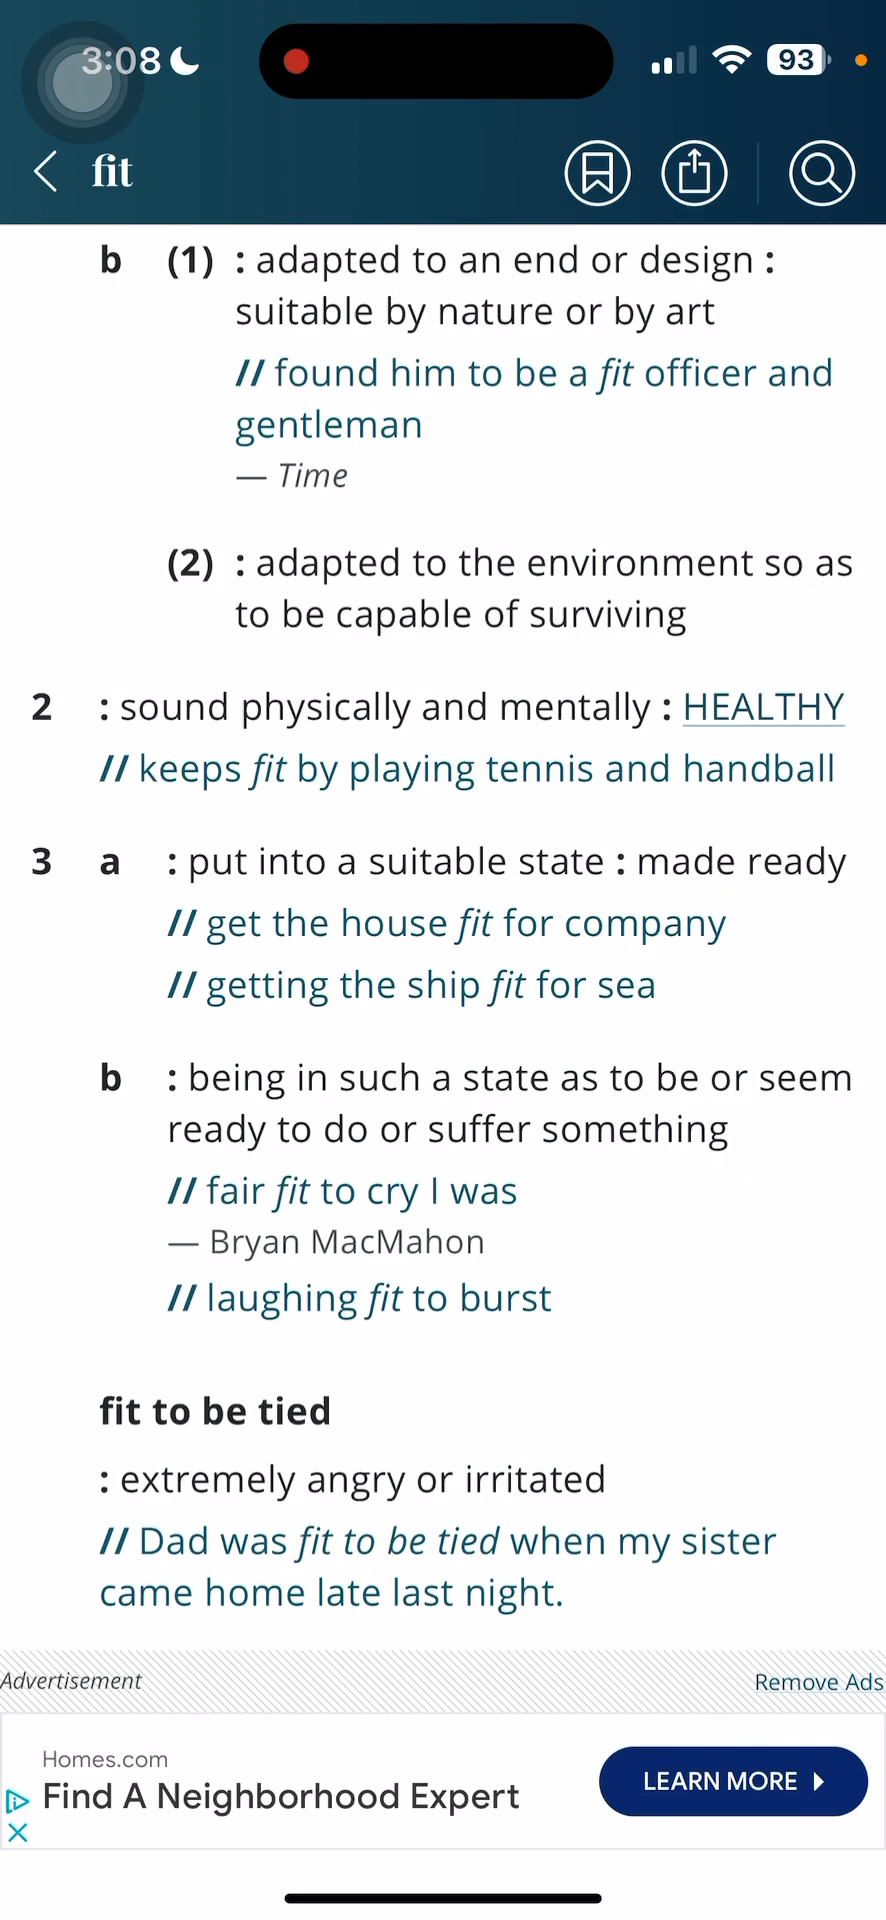 3:08
93
fit
b (1) : adapted to an end or design :
suitable by nature or by art
// found him to be a fit officer and
gentleman
— Time
(2) : adapted to the environment so as
to be capable of surviving
2 : sound physically and mentally : HEALTHY
// keeps fit by playing tennis and handball
3 a : put into a suitable state : made ready
// get the house fit for company
// getting the ship fit for sea
b : being in such a state as to be or seem
ready to do or suffer something
// fair fit to cry I was
— Bryan MacMahon
// laughing fit to burst
fit to be tied
: extremely angry or irritated
// Dad was fit to be tied when my sister
came home late last night.
Advertisement Remove Ads
Homes.com
Find A Neighborhood Expert
LEARN MORE